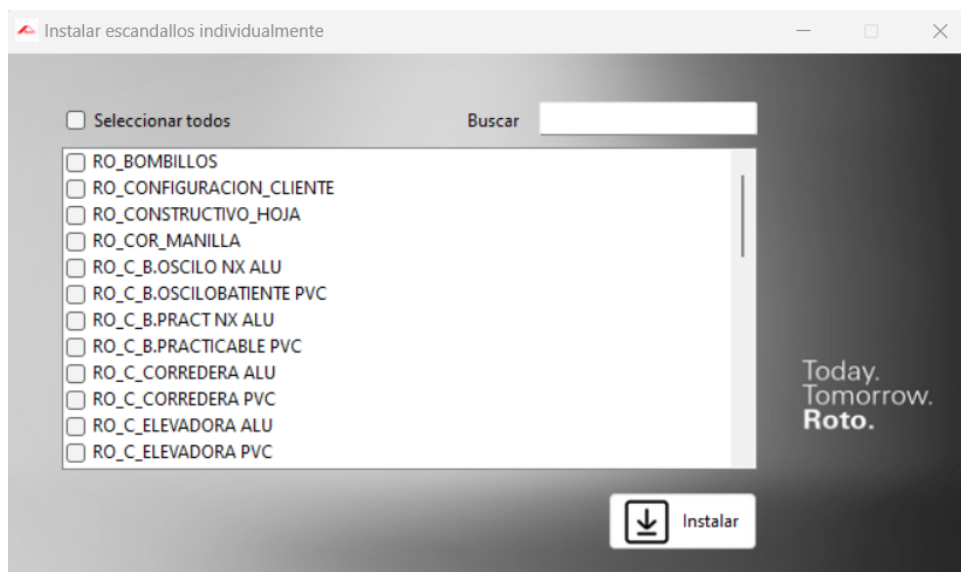 Instalar escandallos individualmente
Seleccionar todos
Buscar
RO_BOMBILLOS
RO_CONFIGURACION_CLIENTE
RO_CONSTRUCTIVO_HOJA
RO_COR_MANILLA
RO_C_B.OSCILO NX ALU
RO_C_B.OSCILOBATIENTE PVC
RO_C_B.PRACT NX ALU
RO_C_B.PRACTICABLE PVC
RO_C_CORREDERA ALU
RO_C_CORREDERA PVC
RO_C_ELEVADORA ALU
RO_C_ELEVADORA PVC
Today.
Tomorrow.
Roto.
Instalar